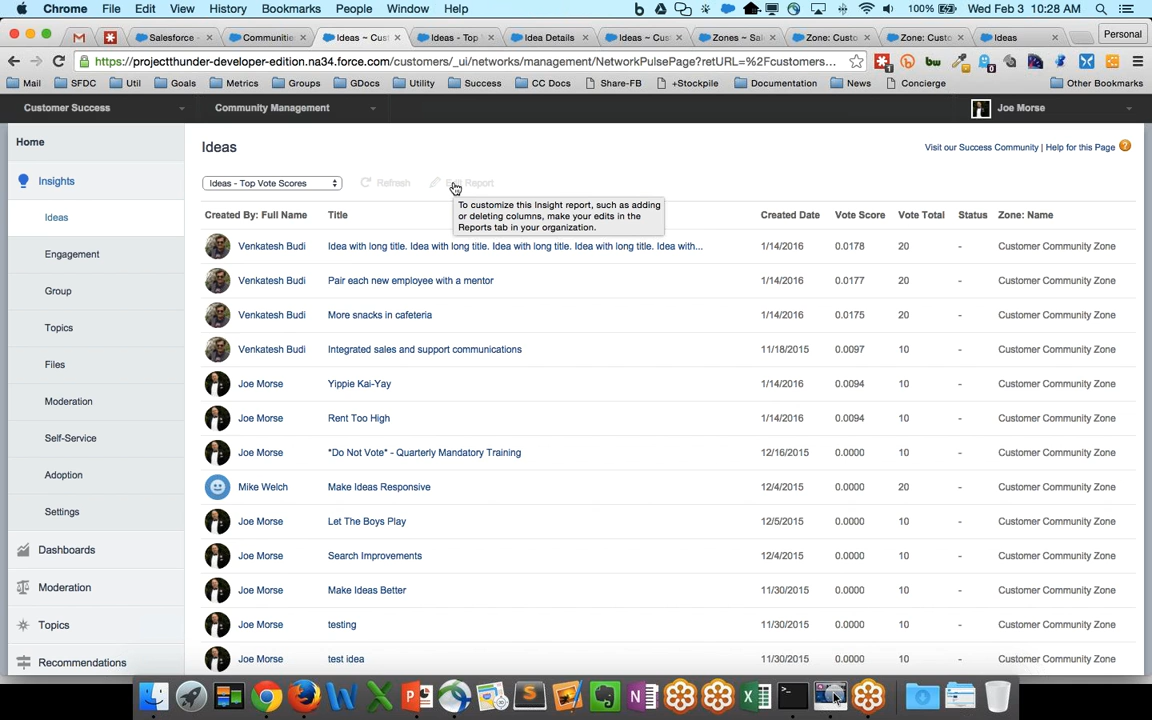 Chrome File Edit View History Bookmarks People Window Help 100% Wed Feb 3 10:28 AM
Salesforce - Communitie Ideas ~ Cus Ideas - Top Idea Details Ideas ~ Cus Zones ~ Sal Zone: Custo Zone: Custo Ideas Personal
https://projectthunder-developer-edition.na34.force.com/customers/_ui/networks/management/NetworkPulsePage?retURL=%2Fcustomers...
Mail SFDC Util Goals Metrics Groups GDocs Utility Success CC Docs Share-FB +Stockpile Documentation News Concierge Other Bookmarks
Customer Success Community Management Joe Morse
Home
Insights
Ideas
Engagement
Group
Topics
Files
Moderation
Self-Service
Adoption
Settings
Dashboards
Moderation
Topics
Recommendations
Ideas
Visit our Success Community | Help for this Page
Ideas - Top Vote Scores Refresh Edit Report
To customize this Insight report, such as adding
or deleting columns, make your edits in the
Reports tab in your organization.
Created By: Full Name Title Created Date Vote Score Vote Total Status Zone: Name
Venkatesh Budi Idea with long title. Idea with long title. Idea with long title. Idea with long title. Idea with... 1/14/2016 0.0178 20 - Customer Community Zone
Venkatesh Budi Pair each new employee with a mentor 1/14/2016 0.0177 20 - Customer Community Zone
Venkatesh Budi More snacks in cafeteria 1/14/2016 0.0175 20 - Customer Community Zone
Venkatesh Budi Integrated sales and support communications 11/18/2015 0.0097 10 - Customer Community Zone
Joe Morse Yippie Kai-Yay 1/14/2016 0.0094 10 - Customer Community Zone
Joe Morse Rent Too High 1/14/2016 0.0094 10 - Customer Community Zone
Joe Morse *Do Not Vote* - Quarterly Mandatory Training 12/16/2015 0.0000 10 - Customer Community Zone
Mike Welch Make Ideas Responsive 12/4/2015 0.0000 20 - Customer Community Zone
Joe Morse Let The Boys Play 12/5/2015 0.0000 10 - Customer Community Zone
Joe Morse Search Improvements 12/4/2015 0.0000 10 - Customer Community Zone
Joe Morse Make Ideas Better 11/30/2015 0.0000 10 - Customer Community Zone
Joe Morse testing 11/30/2015 0.0000 10 - Customer Community Zone
Joe Morse test idea 11/30/2015 0.0000 10 - Customer Community Zone